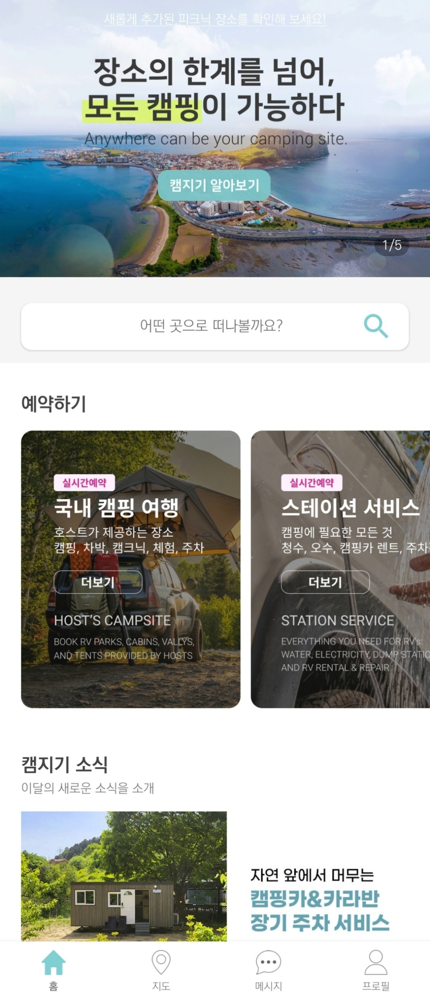 새롭게 추가된 피크닉 장소를 확인해 보세요!
장소의 한계를 넘어,
모든 캠핑이 가능하다
Anywhere can be your camping site.
캠지기 알아보기
1/5
어떤 곳으로 떠나볼까요?
예약하기
실시간예약
국내 캠핑 여행
호스트가 제공하는 장소
캠핑, 차박, 캠크닉, 체험, 주차
더보기
HOST'S CAMPSITE
BOOK RV PARKS, CABINS, VALLYS,
AND TENTS PROVIDED BY HOSTS
실시간예약
스테이션 서비스
캠핑에 필요한 모든 것
청수, 오수, 캠핑카 렌트, 주차
더보기
STATION SERVICE
EVERYTHING YOU NEED FOR RV's:
WATER, ELECTRICITY, DUMP STATIO
AND RV RENTAL & REPAIR
캠지기 소식
이달의 새로운 소식을 소개
자연 앞에서 머무는
캠핑카&카라반
장기 주차 서비스
홈
지도
메시지
프로필